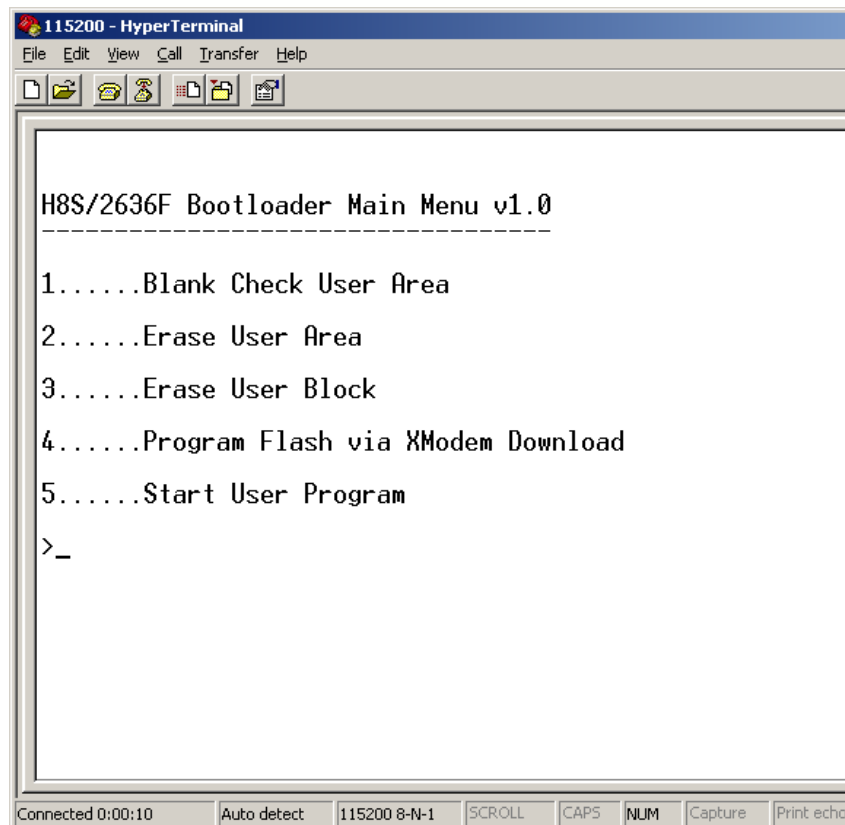 115200 - HyperTerminal
File Edit View Call Transfer Help
H8S/2636F Bootloader Main Menu v1.0
-----------------------------------
1......Blank Check User Area
2......Erase User Area
3......Erase User Block
4......Program Flash via XModem Download
5......Start User Program
>_
Connected 0:00:10 Auto detect 115200 8-N-1 SCROLL CAPS NUM Capture Print echo